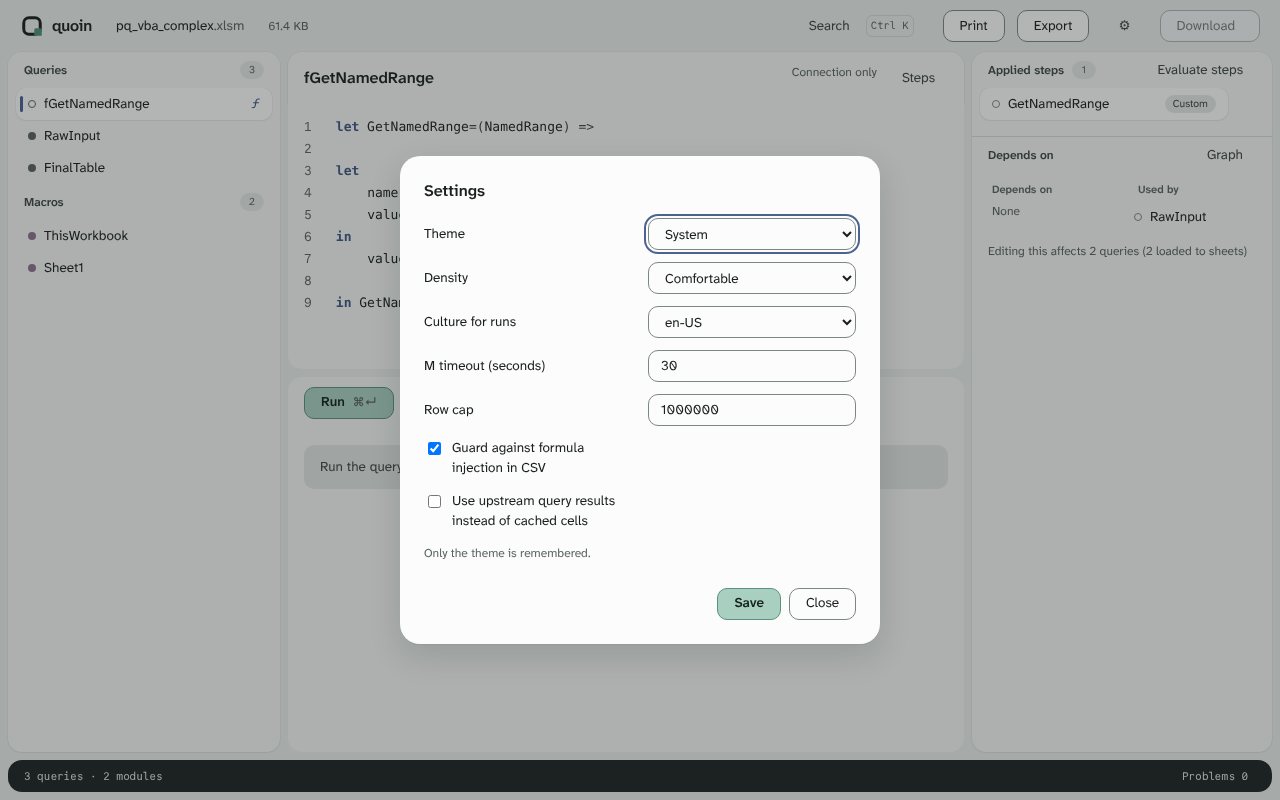 quoin
pq_vba_complex.xlsm
61.4 KB
Search
Ctrl K
Print
Export
Download
Queries
3
fGetNamedRange
ƒ
RawInput
FinalTable
Macros
2
ThisWorkbook
Sheet1
fGetNamedRange
Connection only
Steps
1 let GetNamedRange=(NamedRange) =>
2
3 let
4 name
5
6 in
7
8
9 in
Run ⌘↵
Run the query
Applied steps
1
Evaluate steps
GetNamedRange
Custom
Depends on
Graph
Depends on
Used by
None
RawInput
Editing this affects 2 queries (2 loaded to sheets)
Settings
Theme
System
Density
Comfortable
Culture for runs
en-US
M timeout (seconds)
30
Row cap
1000000
Guard against formula
injection in CSV
Use upstream query results
instead of cached cells
Only the theme is remembered.
Save
Close
3 queries · 2 modules
Problems 0